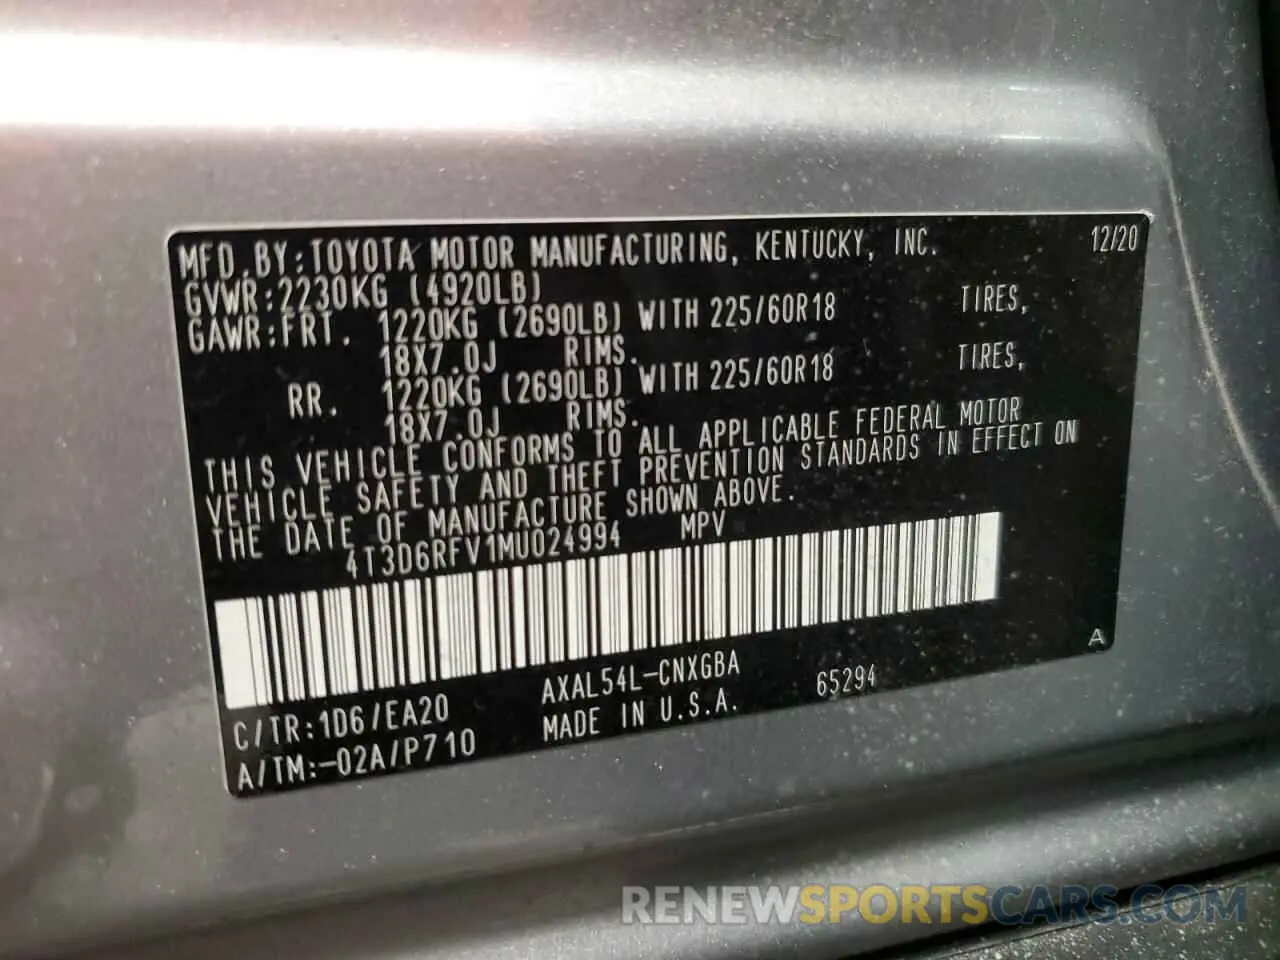 MFD.BY:TOYOTA MOTOR MANUFACTURING, KENTUCKY, INC. 12/20
GVWR:2230KG (4920LB)
GAWR:FRT. 1220KG (2690LB) WITH 225/60R18 TIRES,
18X7.0J RIMS.
RR. 1220KG (2690LB) WITH 225/60R18 TIRES,
18X7.0J RIMS.
THIS VEHICLE CONFORMS TO ALL APPLICABLE FEDERAL MOTOR
VEHICLE SAFETY AND THEFT PREVENTION STANDARDS IN EFFECT ON
THE DATE OF MANUFACTURE SHOWN ABOVE.
4T3D6RFV1MU024994 MPV
A
C/TR:1D6/EA20 AXAL54L-CNXGBA 65294
A/TM:-02A/P710 MADE IN U.S.A.
RENEWSPORTSCARS.COM